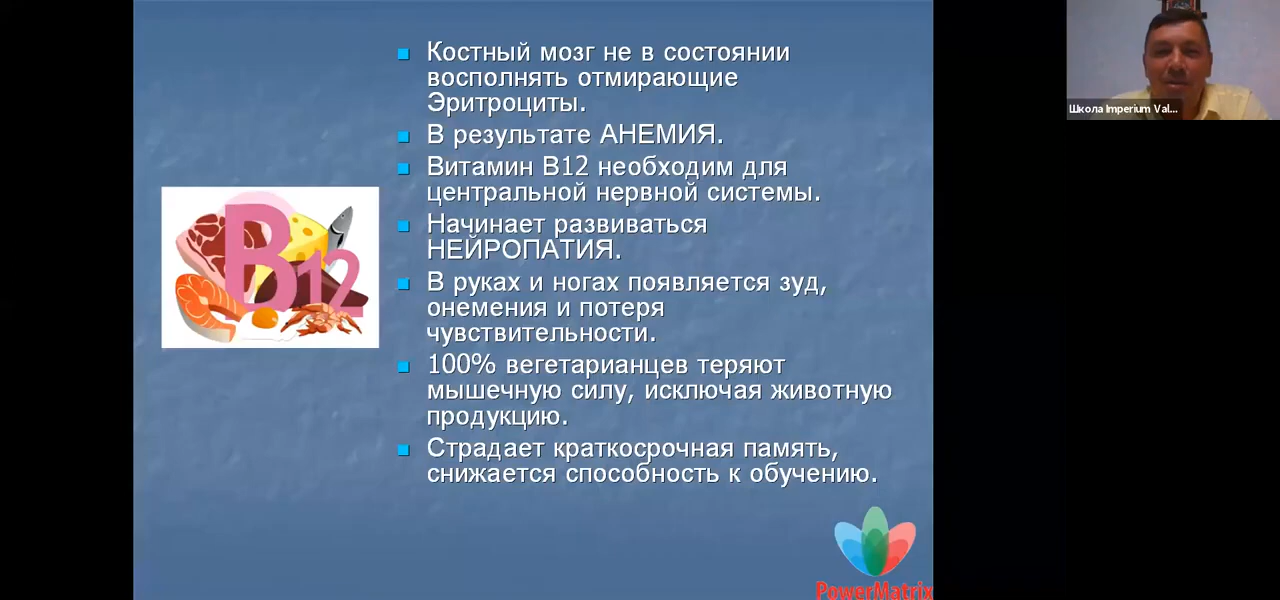 Костный мозг не в состоянии
восполнять отмирающие
Эритроциты.
В результате АНЕМИЯ.
Витамин В12 необходим для
центральной нервной системы.
Начинает развиваться
НЕЙРОПАТИЯ.
В руках и ногах появляется зуд,
онемения и потеря
чувствительности.
100% вегетарианцев теряют
мышечную силу, исключая животную
продукцию.
Страдает краткосрочная память,
снижается способность к обучению.
B12
PowerMatrix
Школа Imperium Val...